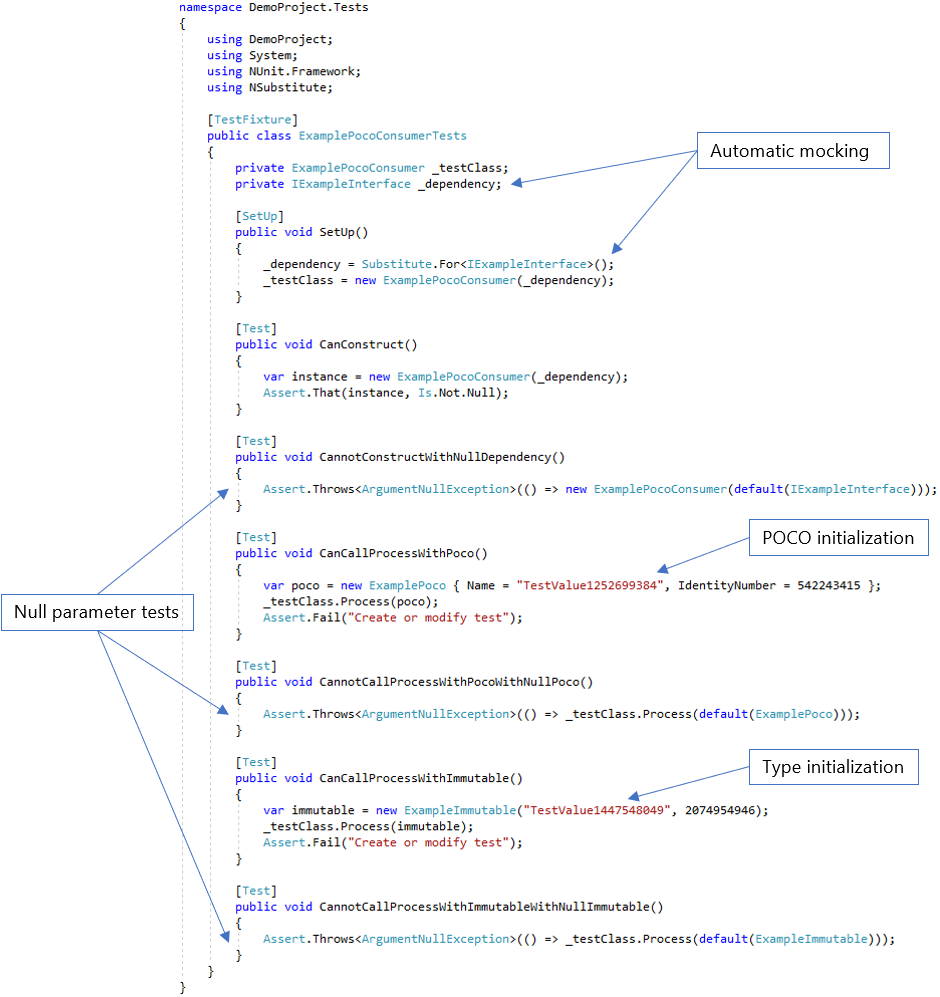 namespace DemoProject.Tests
{
using DemoProject;
using System;
using NUnit.Framework;
using NSubstitute;
[TestFixture]
public class ExamplePocoConsumerTests
{
Automatic mocking
private ExamplePocoConsumer _testClass;
private IExampleInterface _dependency;
[SetUp]
public void SetUp()
{
_dependency = Substitute.For<IExampleInterface>();
_testClass = new ExamplePocoConsumer(_dependency);
}
[Test]
public void CanConstruct()
{
var instance = new ExamplePocoConsumer(_dependency);
Assert.That(instance, Is.Not.Null);
}
[Test]
public void CannotConstructWithNullDependency()
{
Assert.Throws<ArgumentNullException>(() => new ExamplePocoConsumer(default(IExampleInterface)));
}
[Test]
POCO initialization
public void CanCallProcessWithPoco()
{
var poco = new ExamplePoco { Name = "TestValue1252699384", IdentityNumber = 542243415 };
_testClass.Process(poco);
Null parameter tests
Assert.Fail("Create or modify test");
}
[Test]
public void CannotCallProcessWithPocoWithNullPoco()
{
Assert.Throws<ArgumentNullException>(() => _testClass.Process(default(ExamplePoco)));
}
[Test]
Type initialization
public void CanCallProcessWithImmutable()
{
var immutable = new ExampleImmutable("TestValue1447548049", 2074954946);
_testClass.Process(immutable);
Assert.Fail("Create or modify test");
}
[Test]
public void CannotCallProcessWithImmutableWithNullImmutable()
{
Assert.Throws<ArgumentNullException>(() => _testClass.Process(default(ExampleImmutable)));
}
}
}